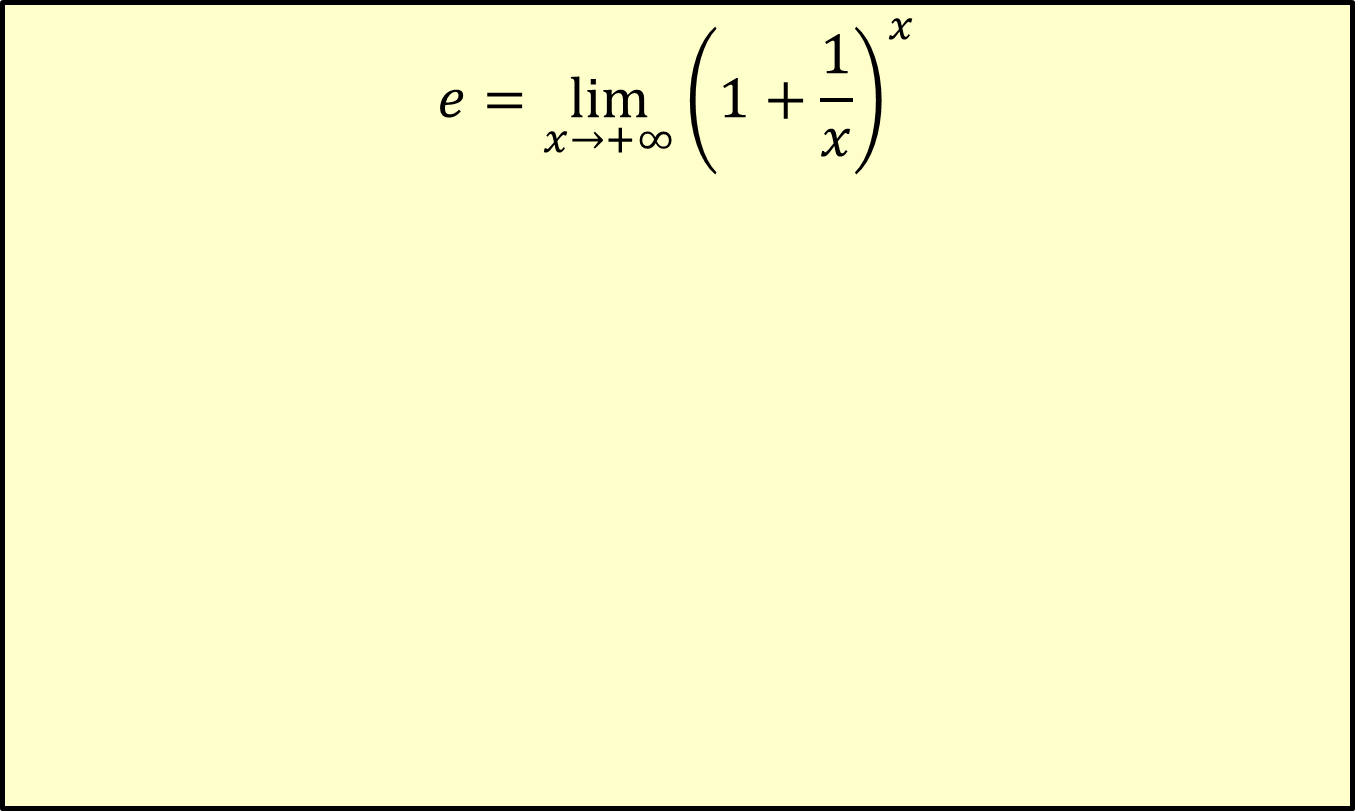 e = lim_{x→+∞} (1 + 1/x)^x